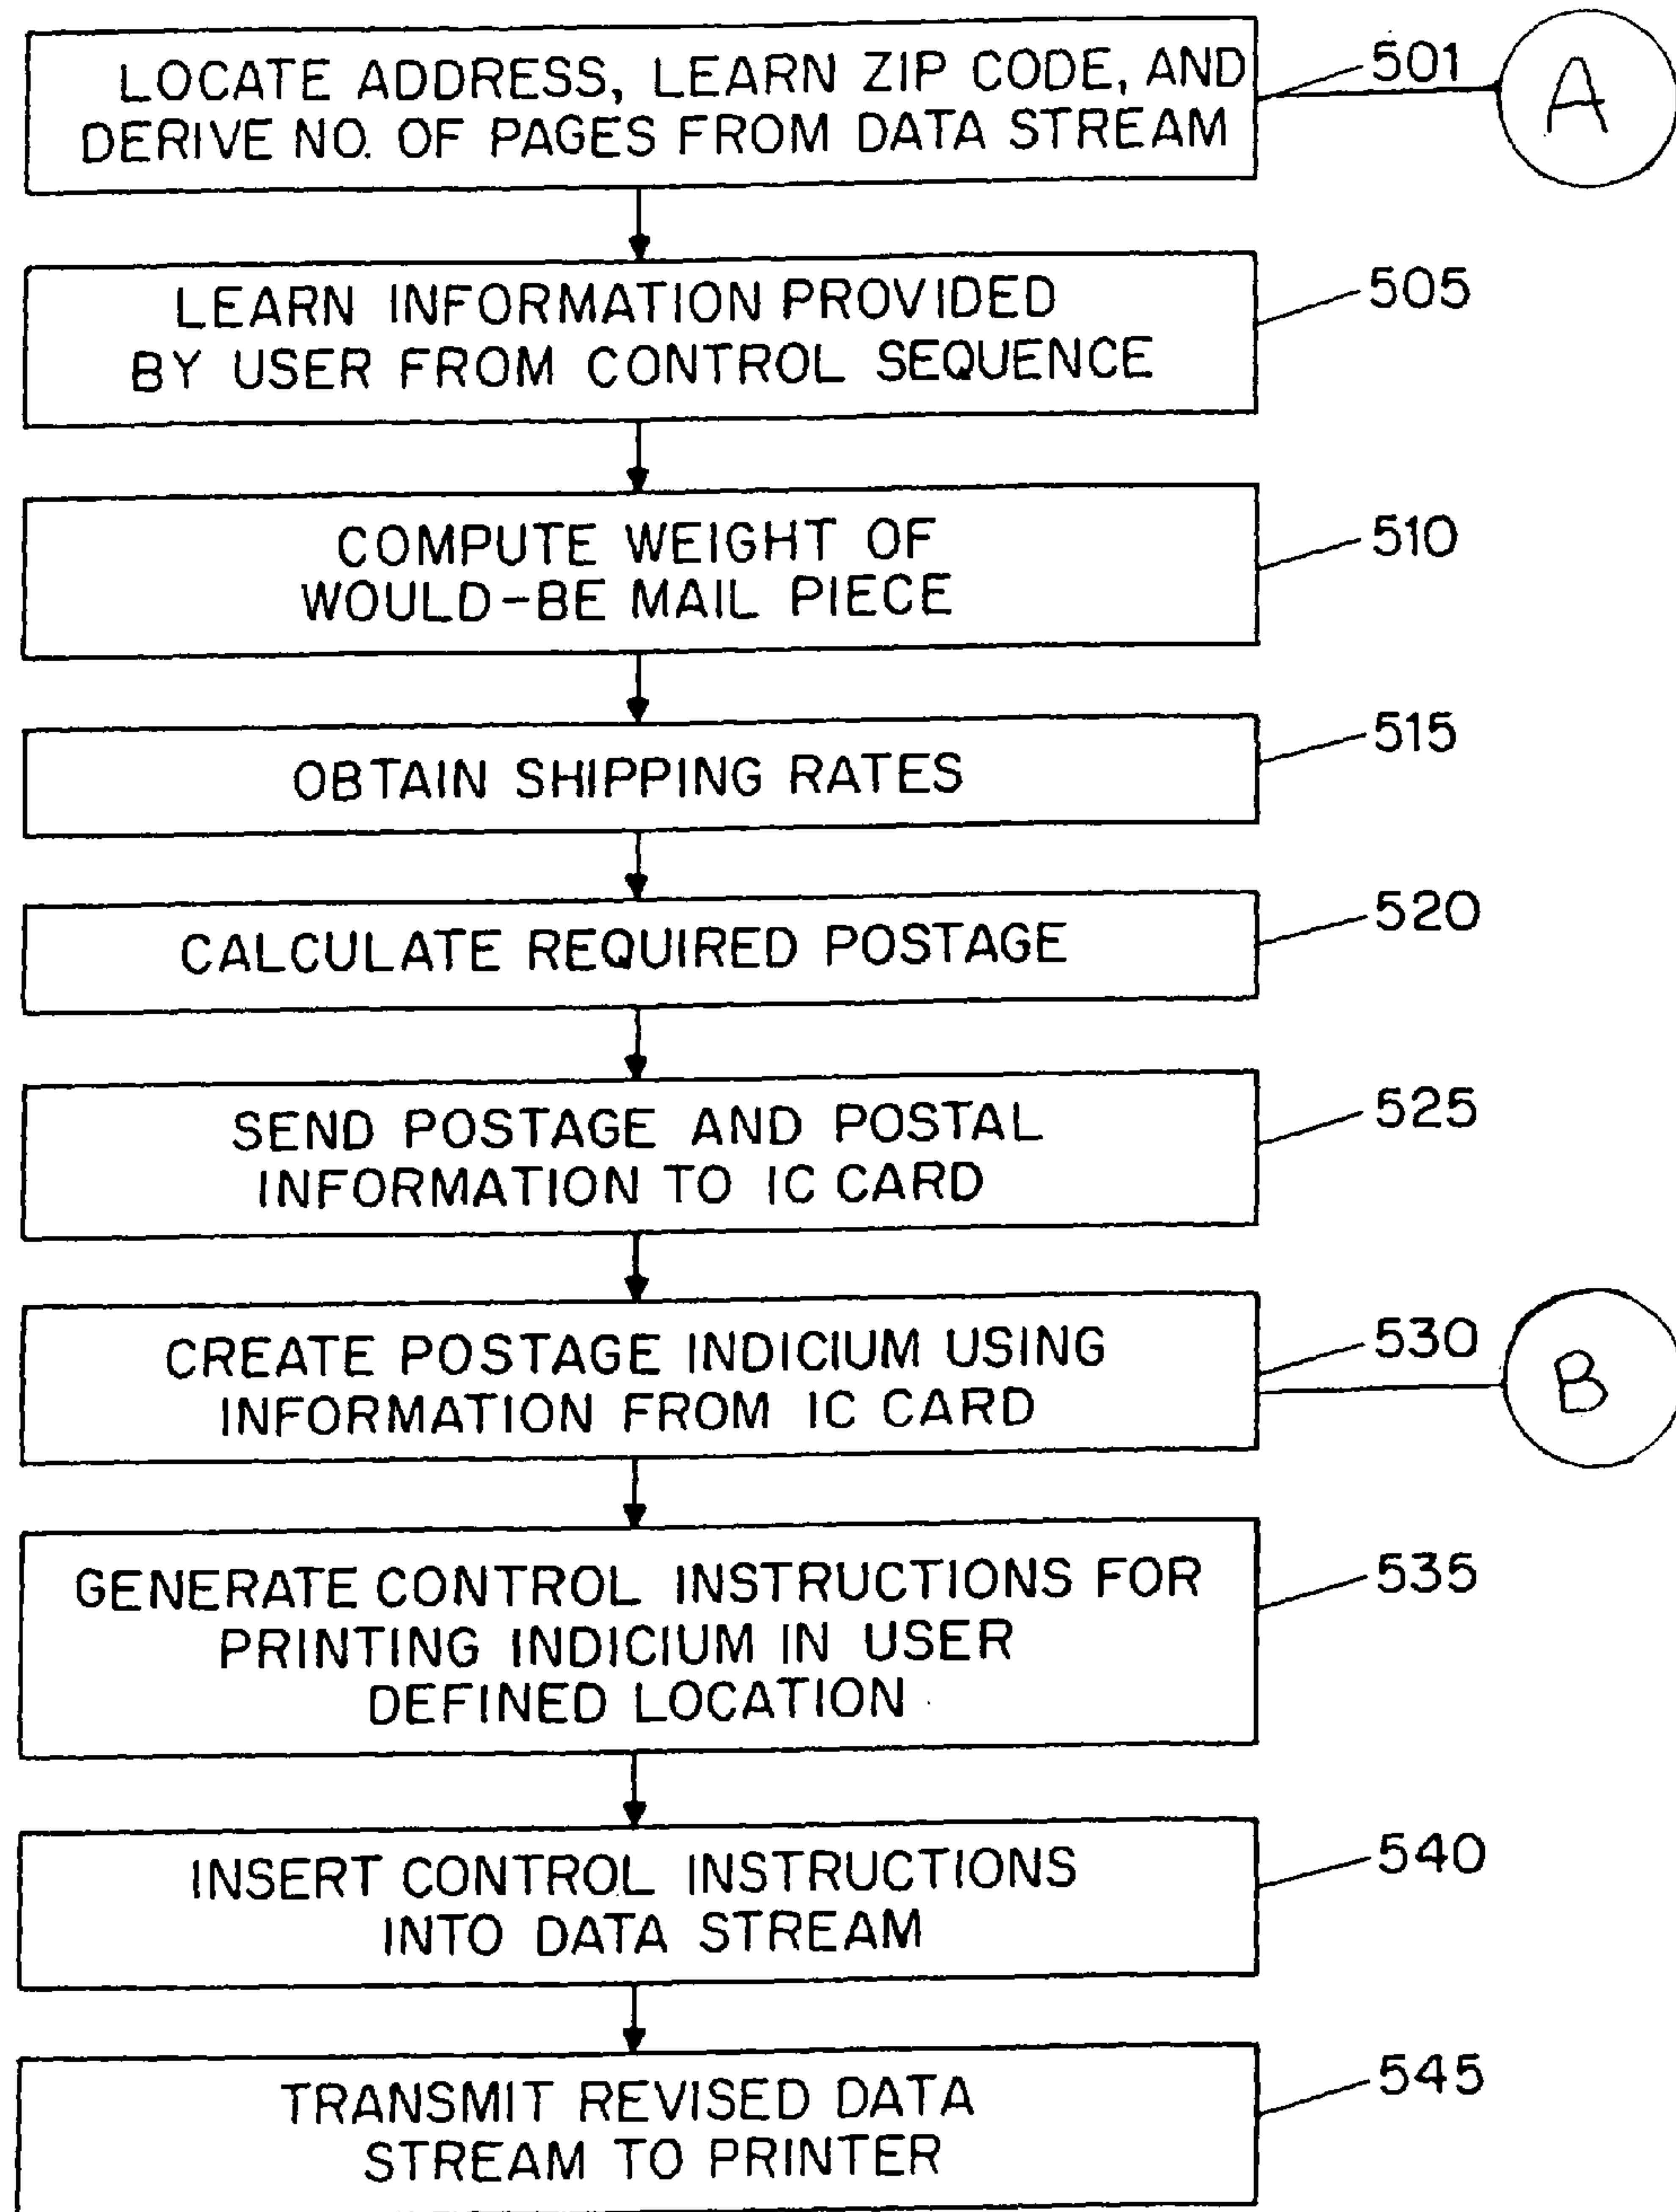 LOCATE ADDRESS, LEARN ZIP CODE, AND
DERIVE NO. OF PAGES FROM DATA STREAM
501
A
LEARN INFORMATION PROVIDED
BY USER FROM CONTROL SEQUENCE
505
COMPUTE WEIGHT OF
WOULD-BE MAIL PIECE
510
OBTAIN SHIPPING RATES
515
CALCULATE REQUIRED POSTAGE
520
SEND POSTAGE AND POSTAL
INFORMATION TO IC CARD
525
CREATE POSTAGE INDICIUM USING
INFORMATION FROM IC CARD
530
B
GENERATE CONTROL INSTRUCTIONS FOR
PRINTING INDICIUM IN USER
DEFINED LOCATION
535
INSERT CONTROL INSTRUCTIONS
INTO DATA STREAM
540
TRANSMIT REVISED DATA
STREAM TO PRINTER
545